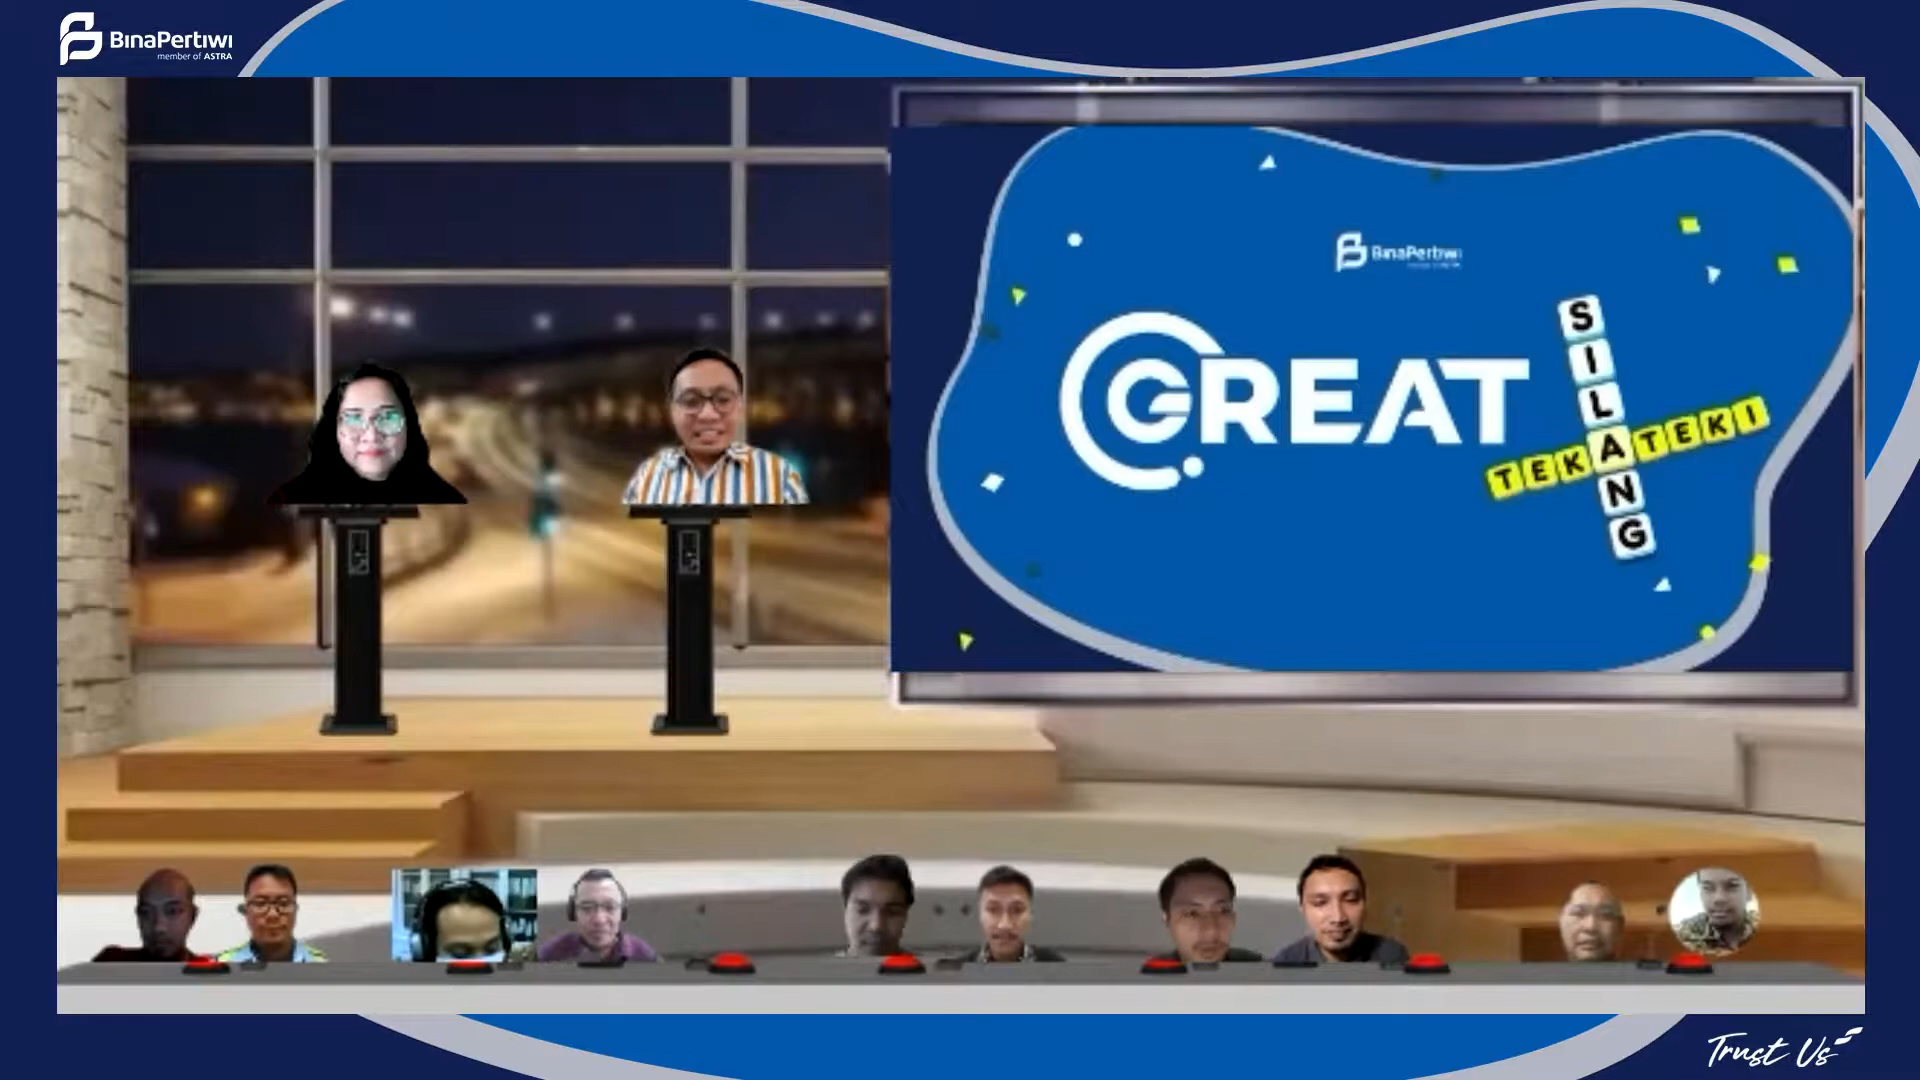 BinaPertiwi
member of ASTRA
BinaPertiwi
GREAT
SILANG
TEKATEKI
Trust Us